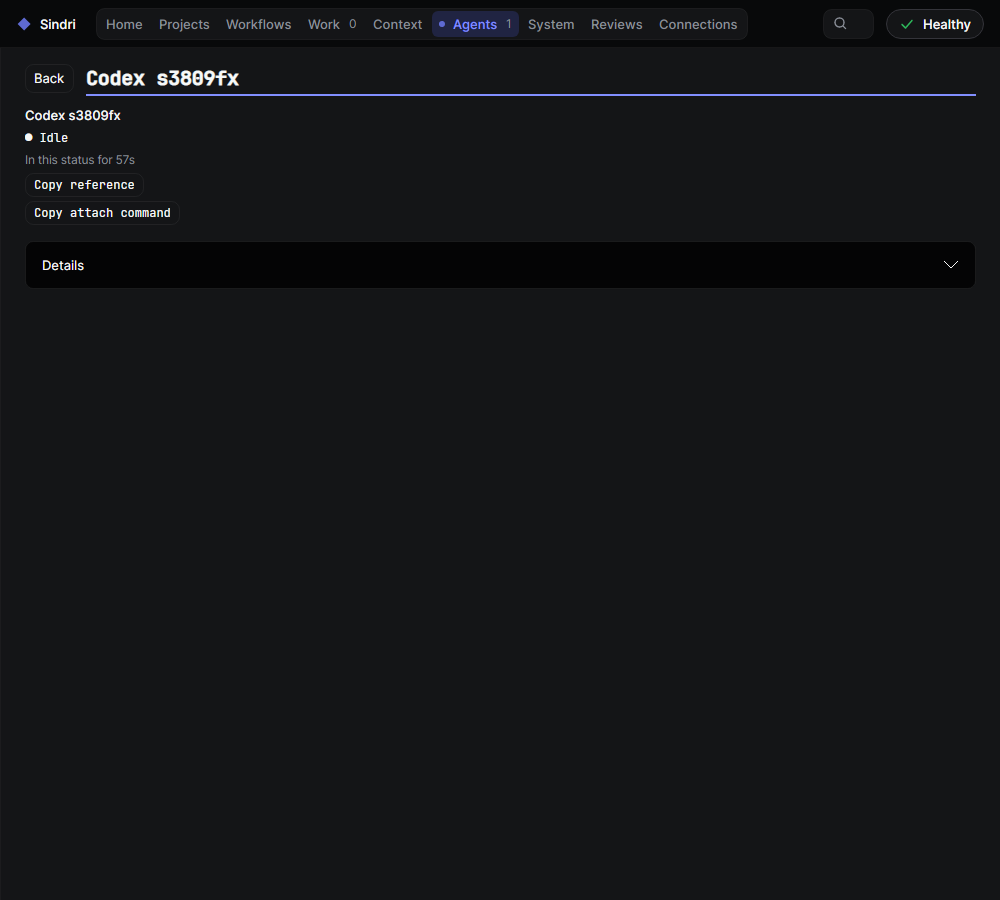 Sindri Home Projects Workflows Work 0 Context Agents 1 System Reviews Connections Healthy
Back Codex s3809fx
Codex s3809fx
Idle
In this status for 57s
Copy reference
Copy attach command
Details